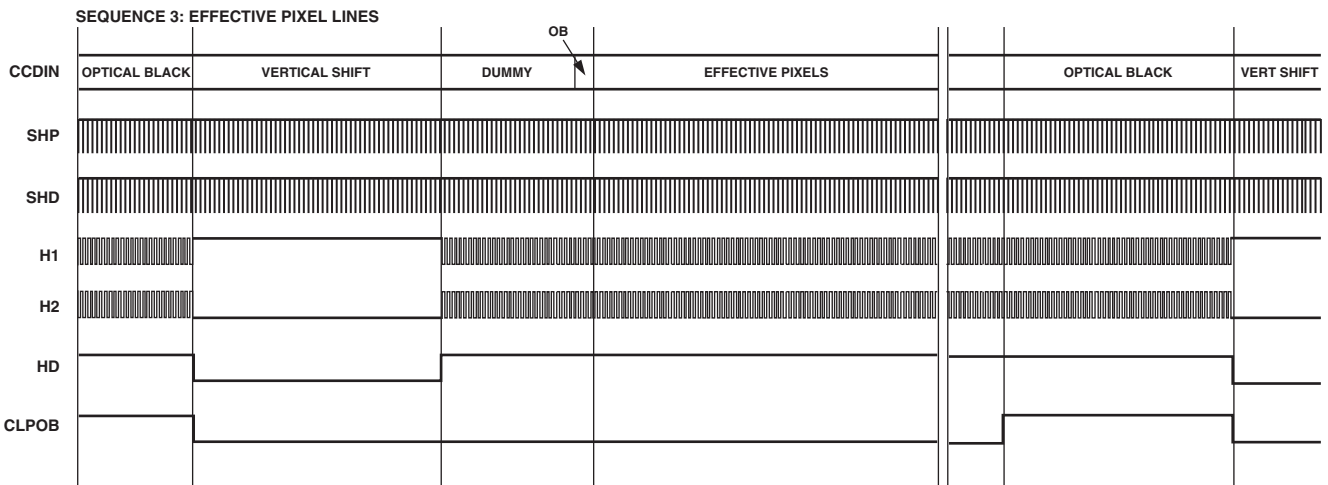 SEQUENCE 3: EFFECTIVE PIXEL LINES
OB
CCDIN OPTICAL BLACK VERTICAL SHIFT DUMMY EFFECTIVE PIXELS OPTICAL BLACK VERT SHIFT
SHP
SHD
H1
H2
HD
CLPOB